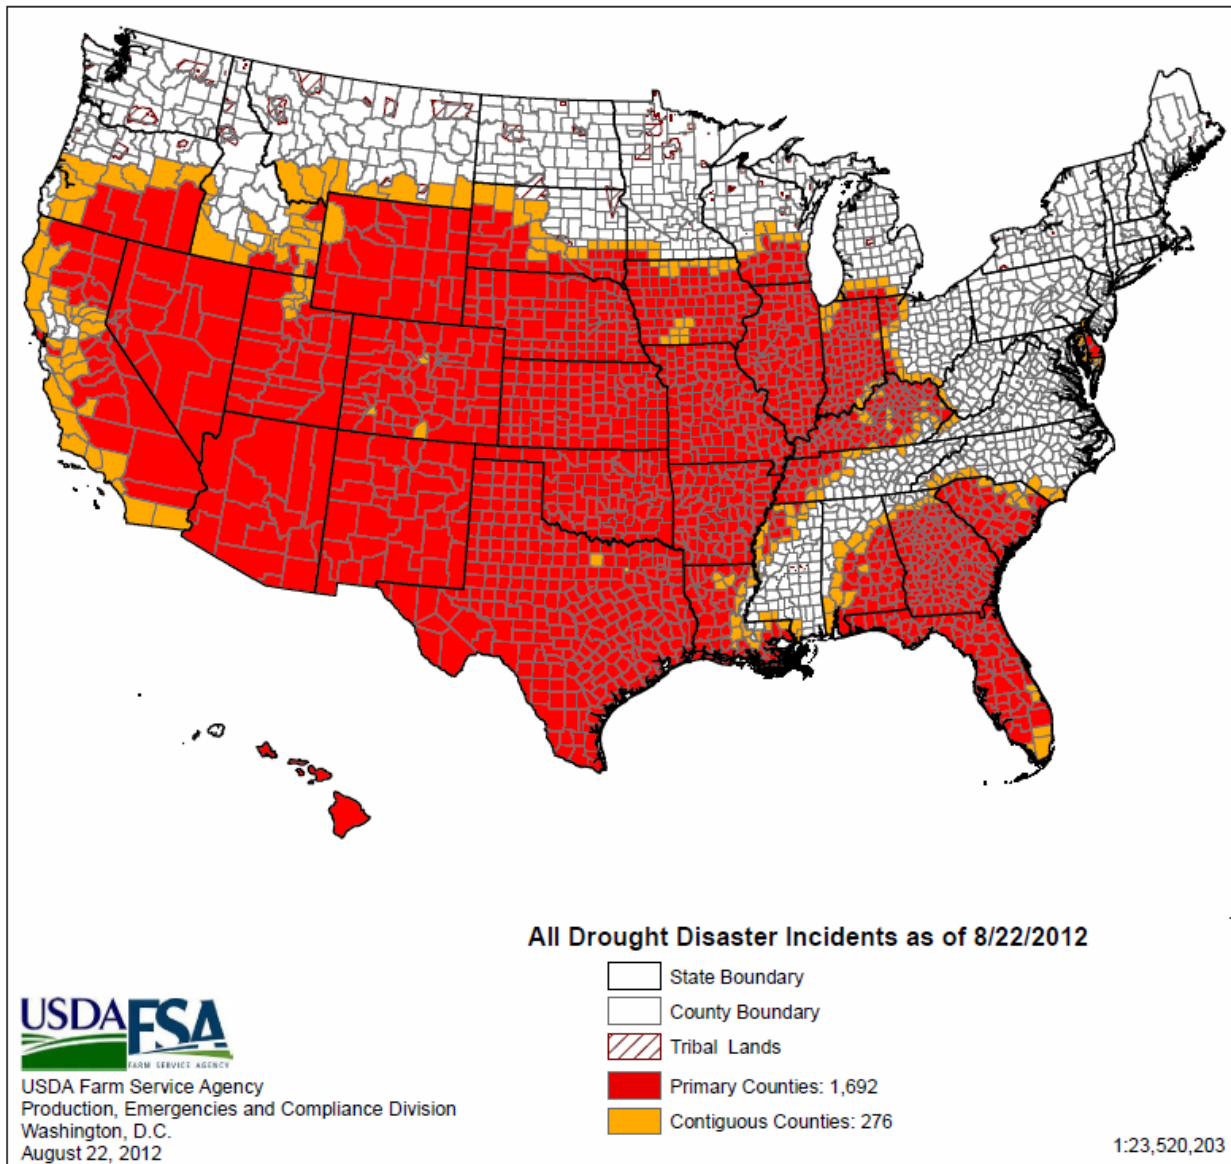 All Drought Disaster Incidents as of 8/22/2012
State Boundary
County Boundary
Tribal Lands
Primary Counties: 1,692
Contiguous Counties: 276
USDA FSA
FARM SERVICE AGENCY
USDA Farm Service Agency
Production, Emergencies and Compliance Division
Washington, D.C.
August 22, 2012
1:23,520,203